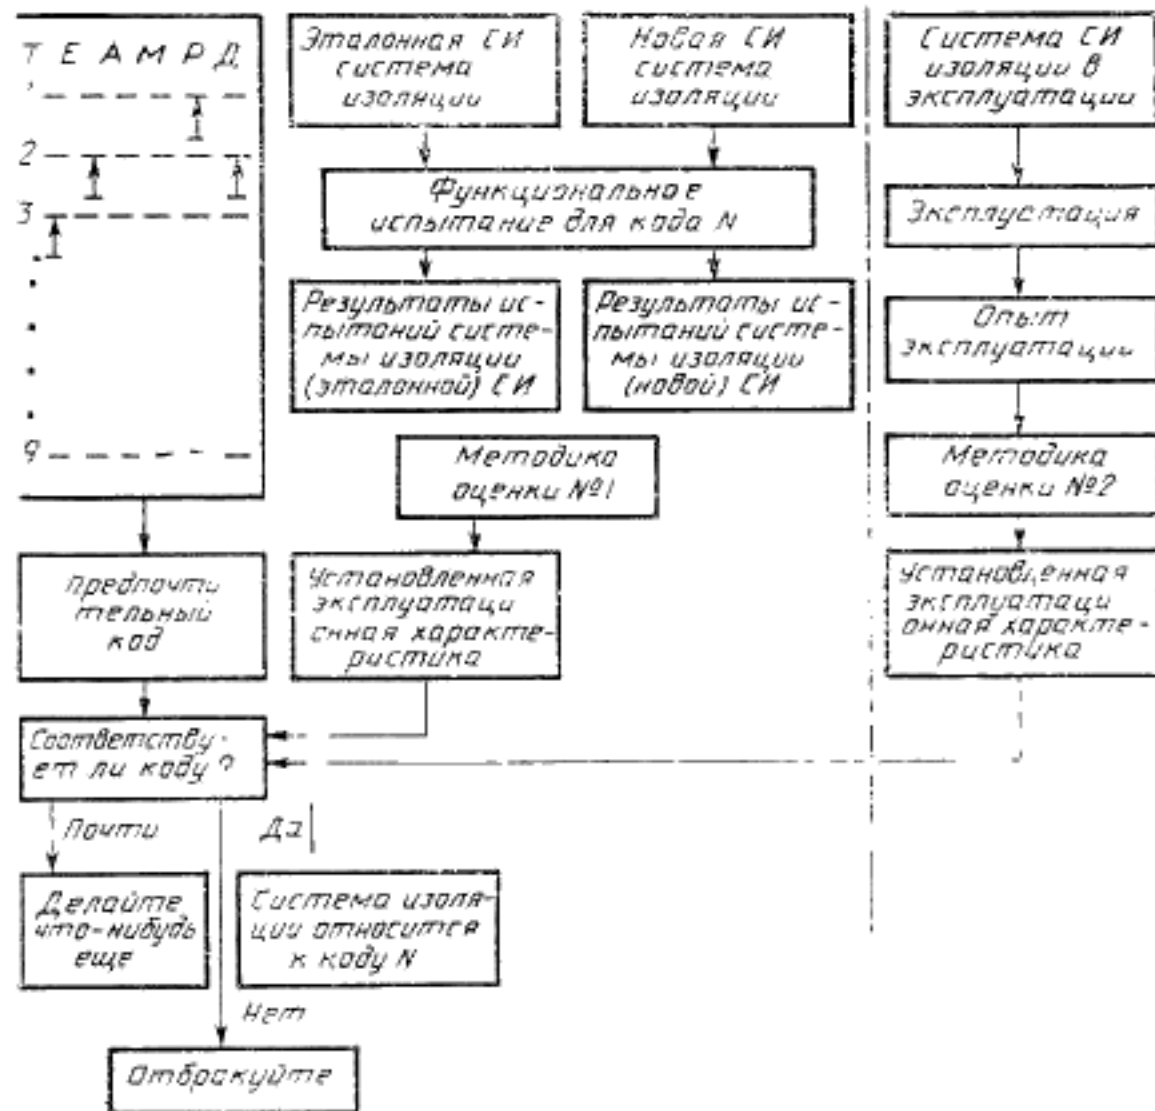 Т Е А М Р Д
2
3
9
Эталонная СИ
система
изоляции
Новая СИ
система
изоляции
Система СИ
изоляции в
эксплуатации
Функциональное
испытание для кода N
Эксплуатация
Результаты ис-
пытаний систе-
мы изоляции
(эталонной) СИ
Результаты ис-
пытаний систе-
мы изоляции
(новой) СИ
Опыт
эксплуатации
Методика
оценки №1
Методика
оценки №2
Предпочти
тельный
код
Установленная
эксплуатаци
онная характе-
ристика
Установленная
эксплуатаци
онная характе-
ристика
Соответству-
ет ли коду?
Почти
Да
Делайте
что-нибудь
еще
Система изоля-
ции относится
к коду N
Нет
Отбракуйте